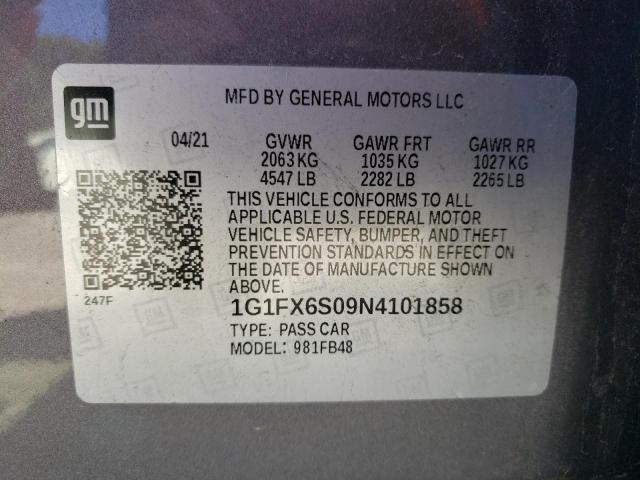 gm
MFD BY GENERAL MOTORS LLC
04/21 GVWR GAWR FRT GAWR RR
2063 KG 1035 KG 1027 KG
4547 LB 2282 LB 2265 LB
THIS VEHICLE CONFORMS TO ALL
APPLICABLE U.S. FEDERAL MOTOR
VEHICLE SAFETY, BUMPER, AND THEFT
PREVENTION STANDARDS IN EFFECT ON
THE DATE OF MANUFACTURE SHOWN
ABOVE.
247F
1G1FX6S09N4101858
TYPE: PASS CAR
MODEL: 981FB48